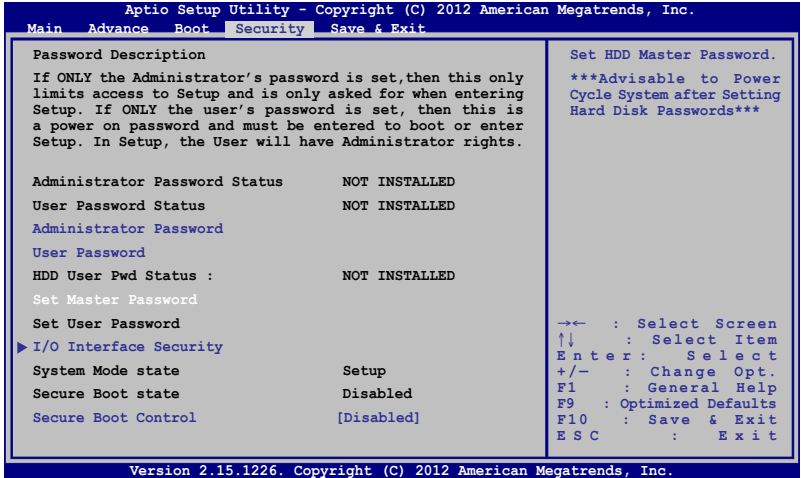 Aptio Setup Utility - Copyright (C) 2012 American Megatrends, Inc.
Main Advance Boot Security Save & Exit
Password Description
If ONLY the Administrator's password is set,then this only
limits access to Setup and is only asked for when entering
Setup. If ONLY the user's password is set, then this is
a power on password and must be entered to boot or enter
Setup. In Setup, the User will have Administrator rights.
Administrator Password Status NOT INSTALLED
User Password Status NOT INSTALLED
Administrator Password
User Password
HDD User Pwd Status : NOT INSTALLED
Set Master Password
Set User Password
I/O Interface Security
System Mode state Setup
Secure Boot state Disabled
Secure Boot Control [Disabled]
Set HDD Master Password.
***Advisable to Power
Cycle System after Setting
Hard Disk Passwords***
→← : Select Screen
↑↓ : Select Item
Enter: Select
+/— : Change Opt.
F1 : General Help
F9 : Optimized Defaults
F10 : Save & Exit
ESC : Exit
Version 2.15.1226. Copyright (C) 2012 American Megatrends, Inc.